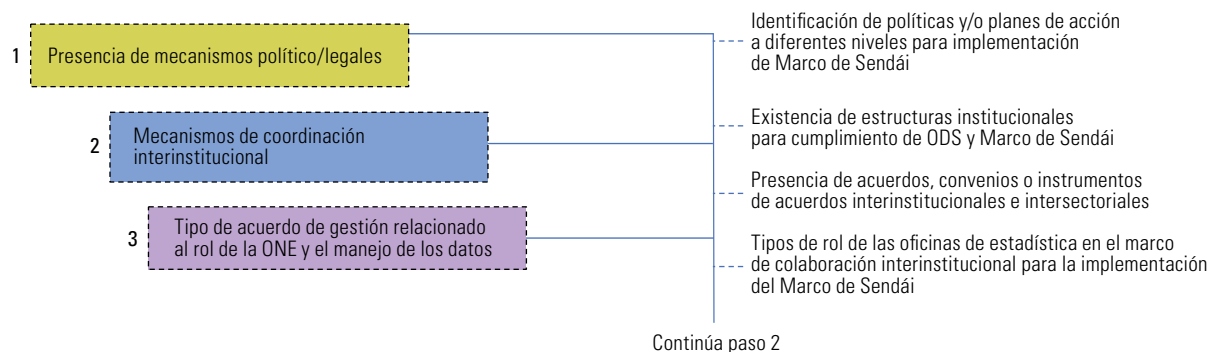 1 Presencia de mecanismos político/legales
2 Mecanismos de coordinación
interinstitucional
3 Tipo de acuerdo de gestión relacionado
al rol de la ONE y el manejo de los datos
Identificación de políticas y/o planes de acción
a diferentes niveles para implementación
de Marco de Sendái
Existencia de estructuras institucionales
para cumplimiento de ODS y Marco de Sendái
Presencia de acuerdos, convenios o instrumentos
de acuerdos interinstitucionales e intersectoriales
Tipos de rol de las oficinas de estadística en el marco
de colaboración interinstitucional para la implementación
del Marco de Sendái
Continúa paso 2